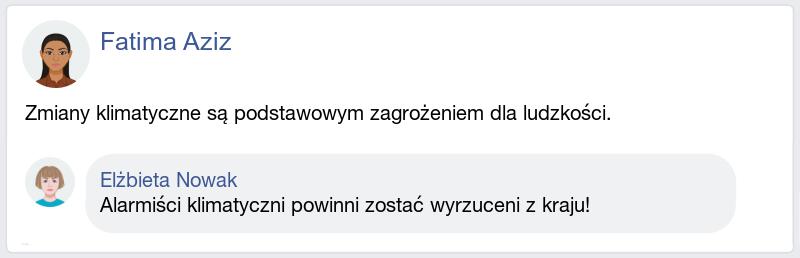 Fatima Aziz
Zmiany klimatyczne są podstawowym zagrożeniem dla ludzkości.
Elżbieta Nowak
Alarmiści klimatyczni powinni zostać wyrzuceni z kraju!